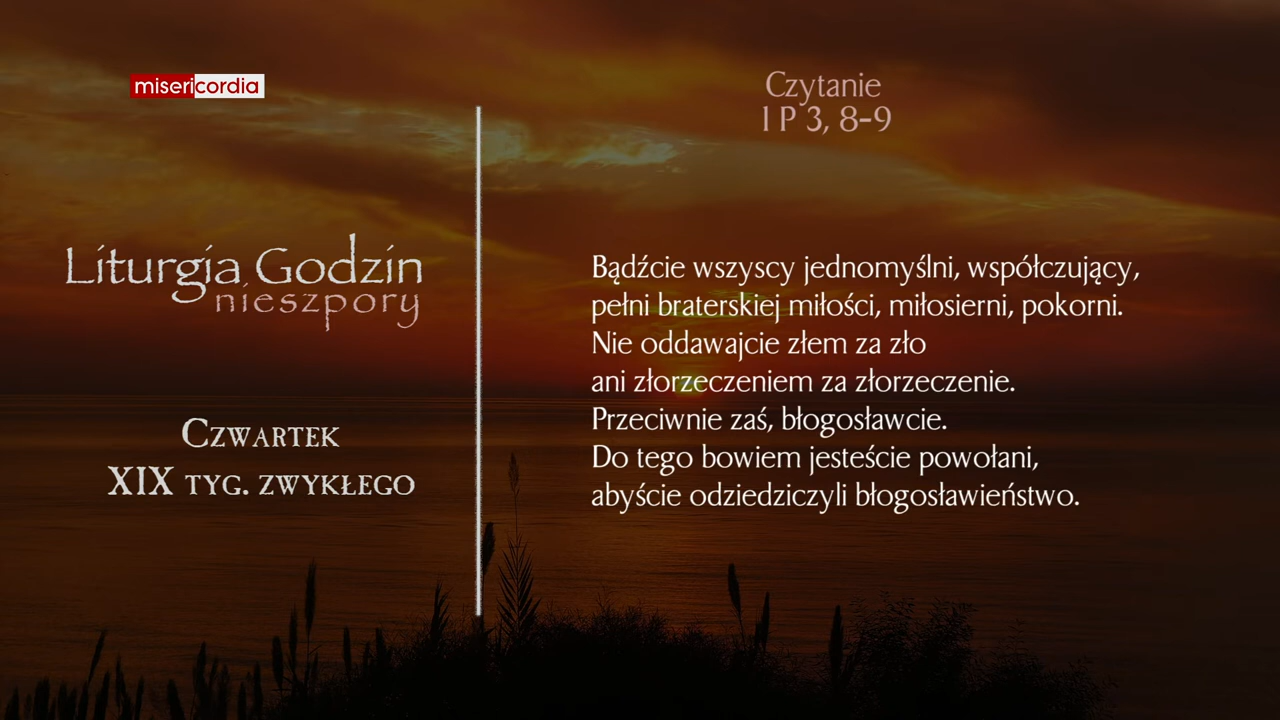 misericordia
Liturgia Godzin
nieszpory
Czwartek
XIX tyg. zwykłego
Czytanie
1 P 3, 8-9
Bądźcie wszyscy jednomyślni, współczujący,
pełni braterskiej miłości, miłosierni, pokorni.
Nie oddawajcie złem za zło
ani złorzeczeniem za złorzeczenie.
Przeciwnie zaś, błogosławcie.
Do tego bowiem jesteście powołani,
abyście odziedziczyli błogosławieństwo.